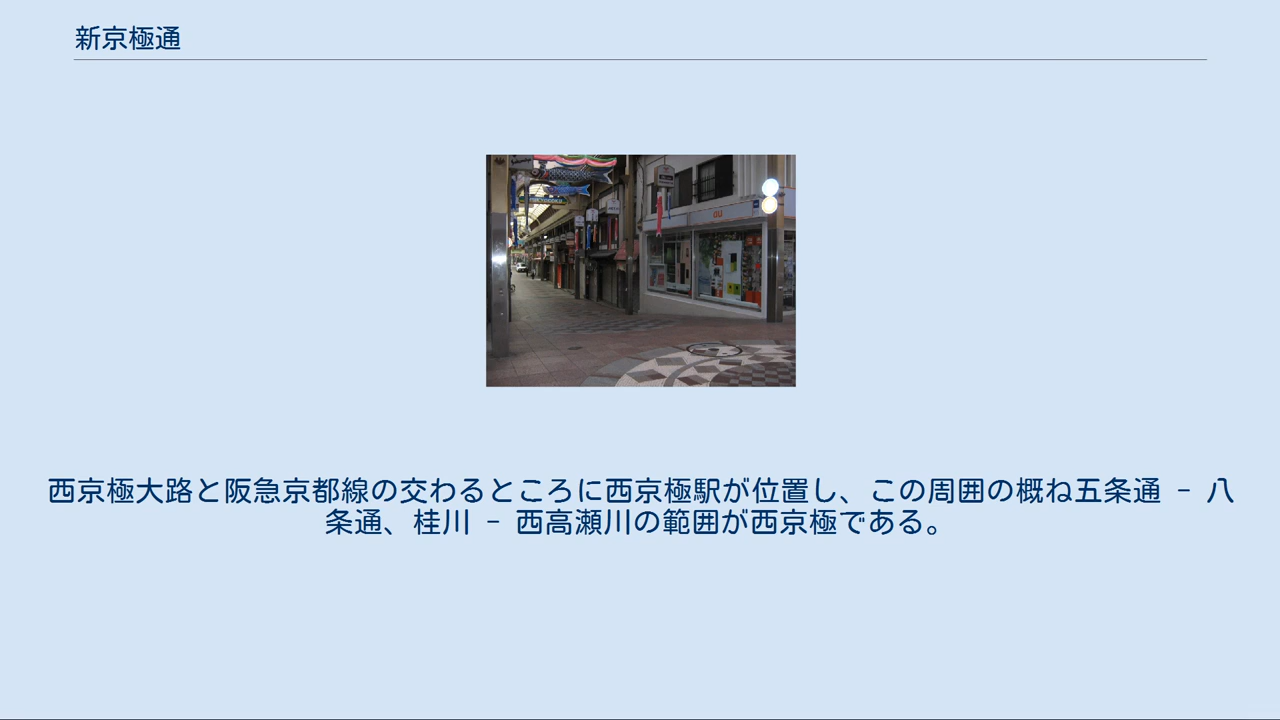 新京極通
au
西京極大路と阪急京都線の交わるところに西京極駅が位置し、この周囲の概ね五条通 - 八
条通、桂川 - 西高瀬川の範囲が西京極である。